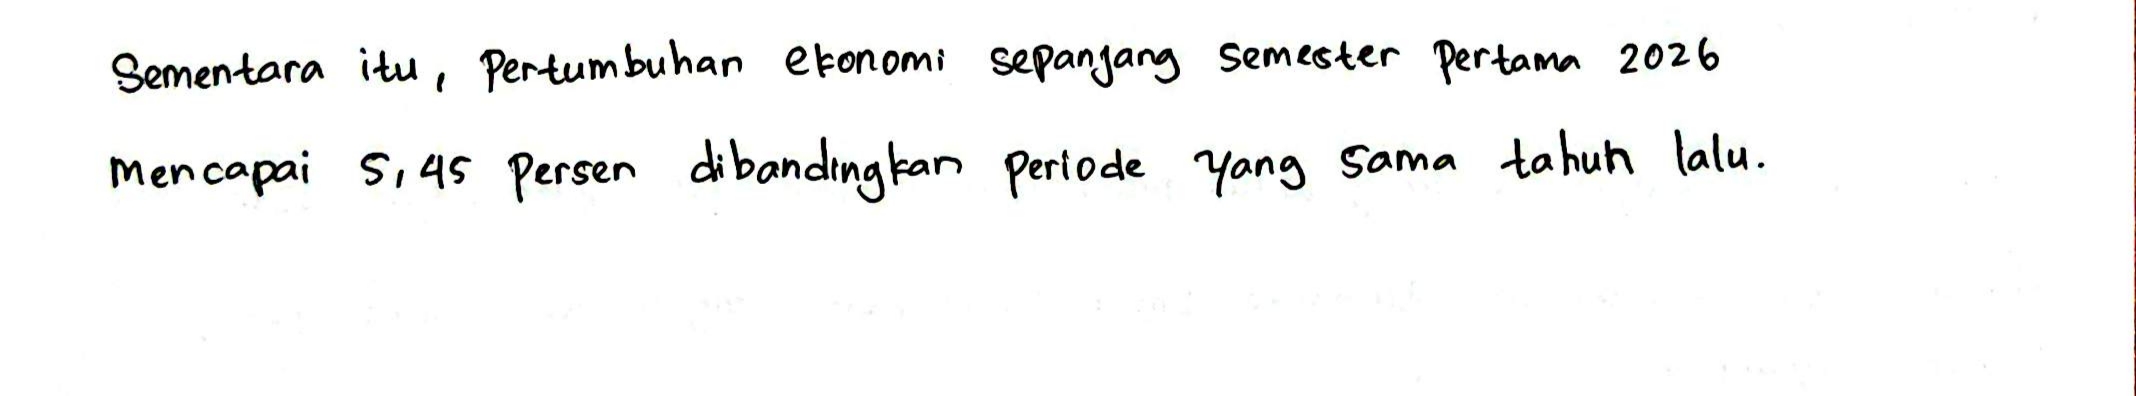 Sementara itu, Pertumbuhan ekonomi sepanjang semester Pertama 2026
Mencapai 5,45 Persen dibandingkan Periode Yang Sama tahun lalu.